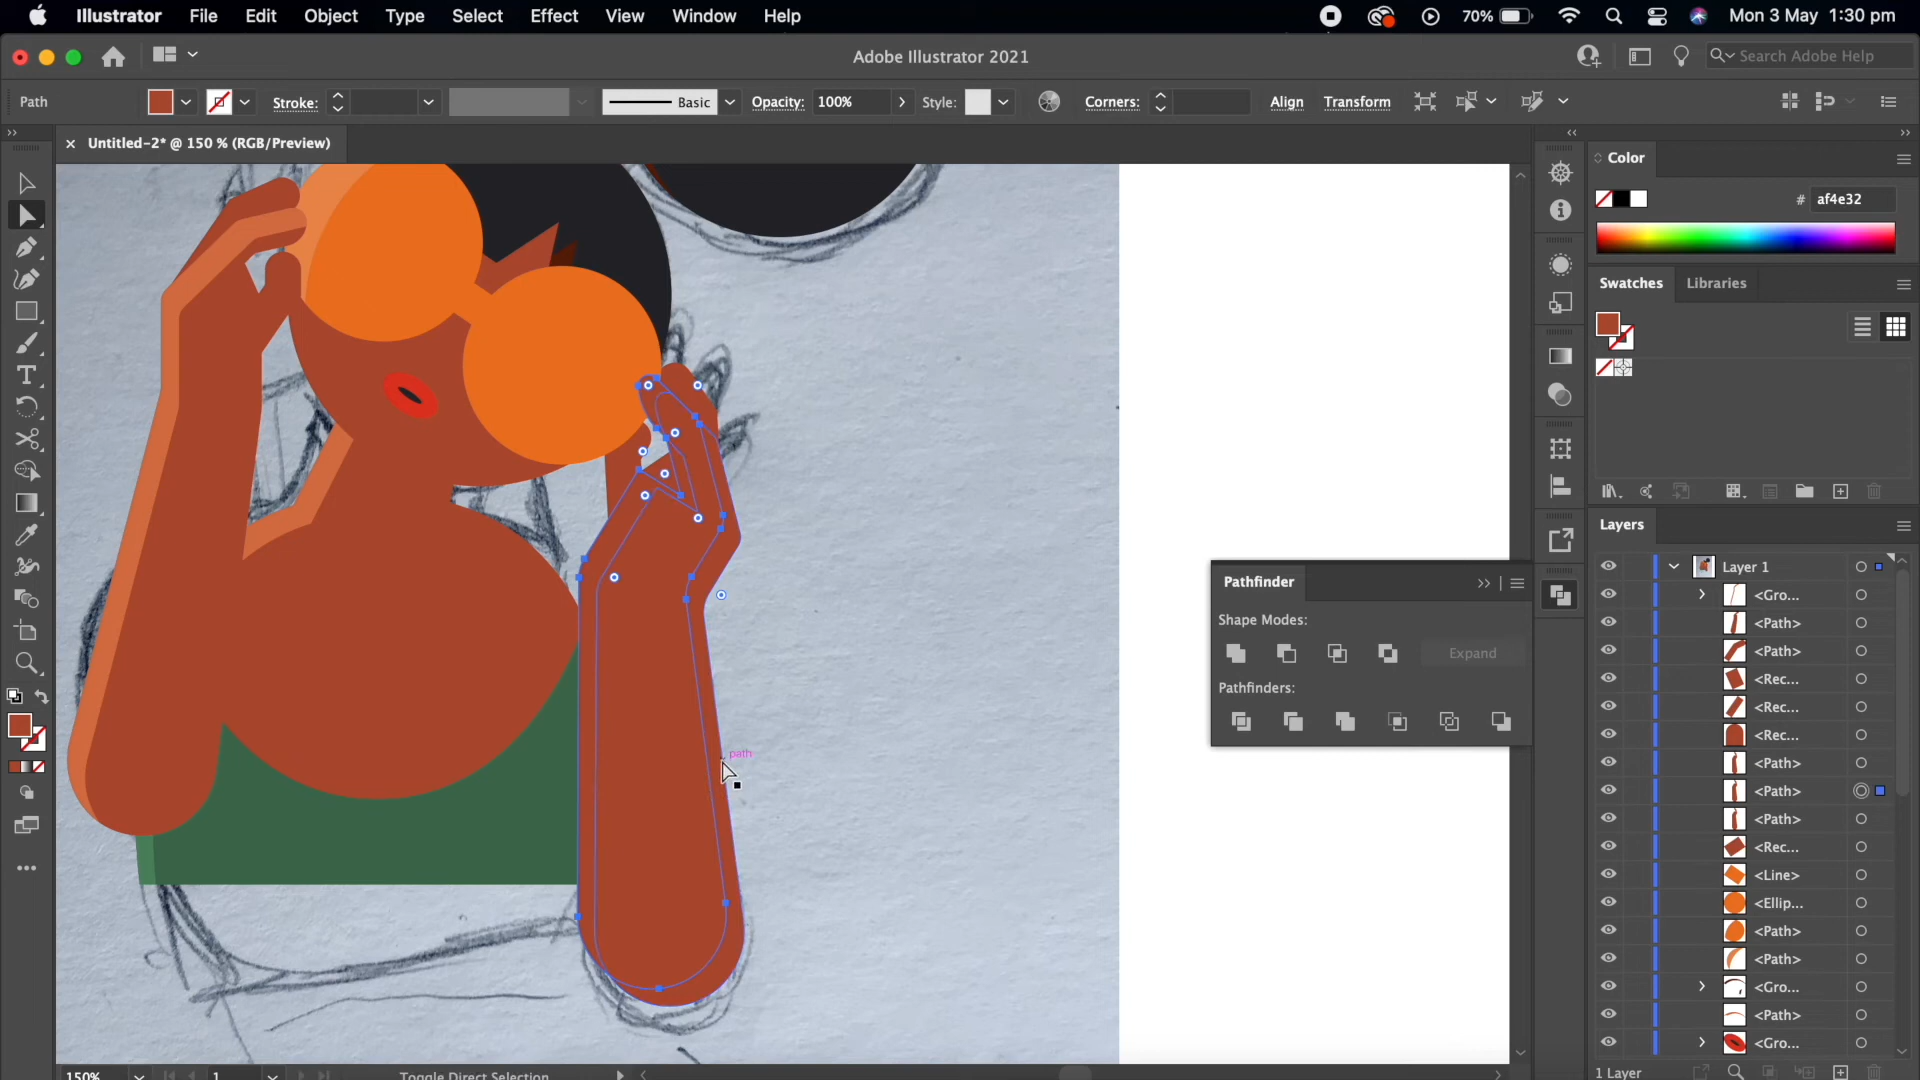 Illustrator File Edit Object Type Select Effect View Window Help 70% Mon 3 May 1:30 pm
Adobe Illustrator 2021 Search Adobe Help
Path Stroke: Basic Opacity: 100% Style: Corners: Align Transform
× Untitled-2* @ 150 % (RGB/Preview)
Color
# af4e32
Swatches Libraries
Layers
Layer 1
<Gro...
<Path>
<Path>
<Rec...
<Rec...
<Rec...
<Path>
<Path>
<Path>
<Rec...
<Line>
<Ellip...
<Path>
<Path>
<Gro...
<Path>
<Gro...
1 Layer
Pathfinder
Shape Modes:
Expand
Pathfinders:
path
150% 1 Toggle Direct Selection